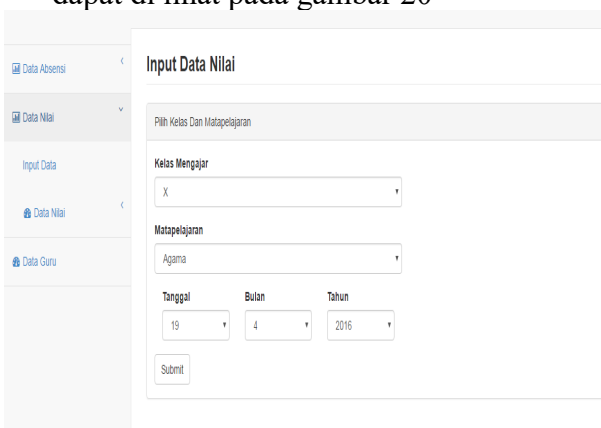 dapat di lihat pada gambar 20
Data Absensi
Data Nilai
Input Data
Data Nilai
Data Guru
Input Data Nilai
Pilih Kelas Dan Matapelajaran
Kelas Mengajar
X
Matapelajaran
Agama
Tanggal Bulan Tahun
19 4 2016
Submit